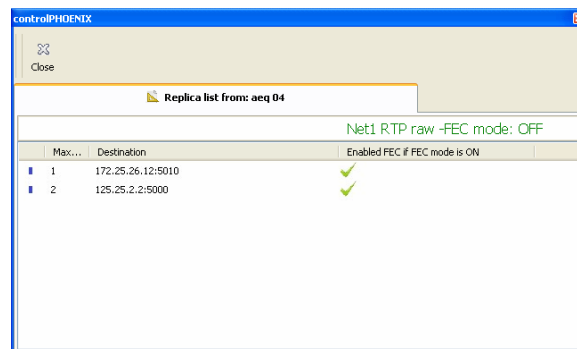 controlPHOENIX
Close
Replica list from: aeq 04
Net1 RTP raw -FEC mode: OFF
Max... Destination Enabled FEC if FEC mode is ON
1 172.25.26.12:5010
2 125.25.2.2:5000